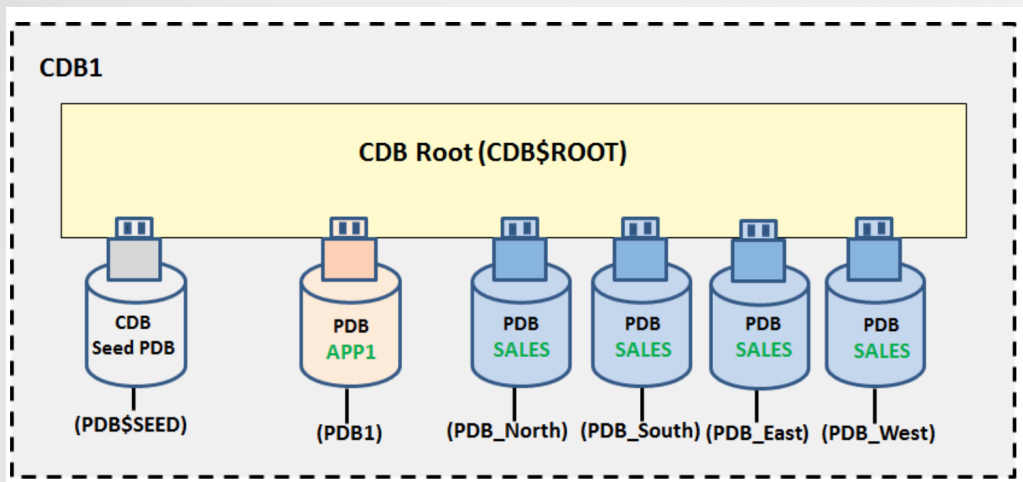 CDB1
CDB Root (CDB$ROOT)
CDB
Seed PDB
PDB
APP1
PDB
SALES
PDB
SALES
PDB
SALES
PDB
SALES
(PDB$SEED)
(PDB1)
(PDB_North)
(PDB_South)
(PDB_East)
(PDB_West)